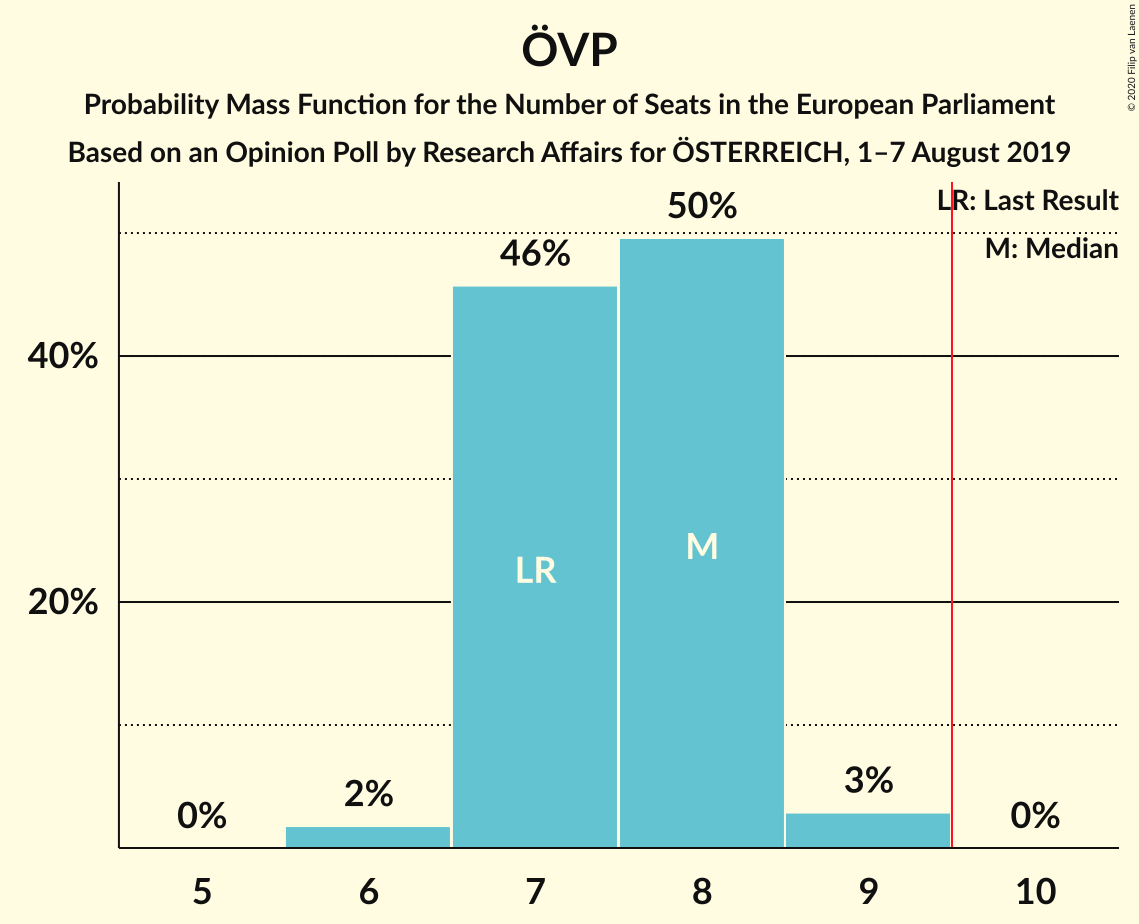 ÖVP
Probability Mass Function for the Number of Seats in the European Parliament
Based on an Opinion Poll by Research Affairs for ÖSTERREICH, 1–7 August 2019
© 2020 Filip van Laenen
LR: Last Result
M: Median
50%
46%
40%
LR
M
20%
0%
2%
3%
0%
5
6
7
8
9
10